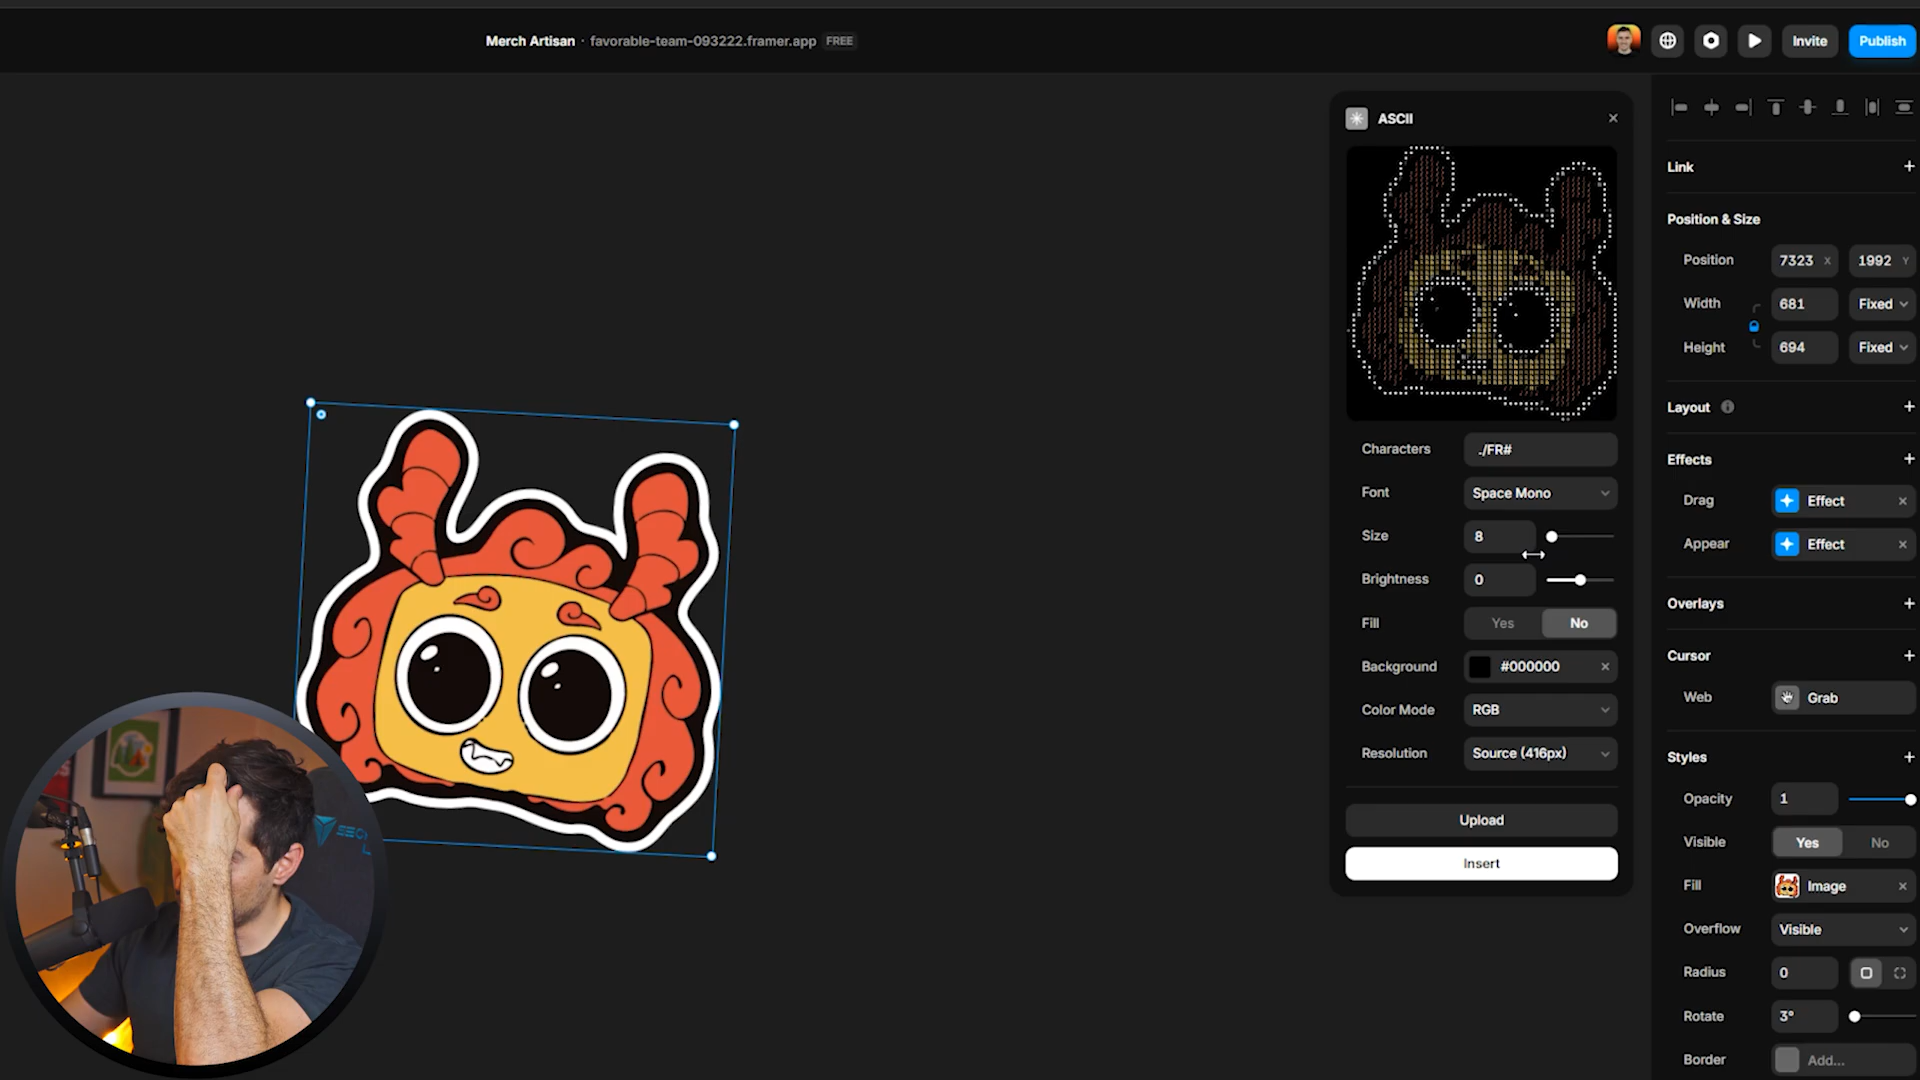 Merch Artisan · favorable-team-093222.framer.app FREE
Invite
Publish
ASCII
Characters ./FR#
Font Space Mono
Size 8
Brightness 0
Fill Yes No
Background #000000
Color Mode RGB
Resolution Source (416px)
Upload
Insert
Link
Position & Size
Position 7323 X 1992 Y
Width 681 Fixed
Height 694 Fixed
Layout
Effects
Drag Effect
Appear Effect
Overlays
Cursor
Web Grab
Styles
Opacity 1
Visible Yes No
Fill Image
Overflow Visible
Radius 0
Rotate 3°
Border Add...